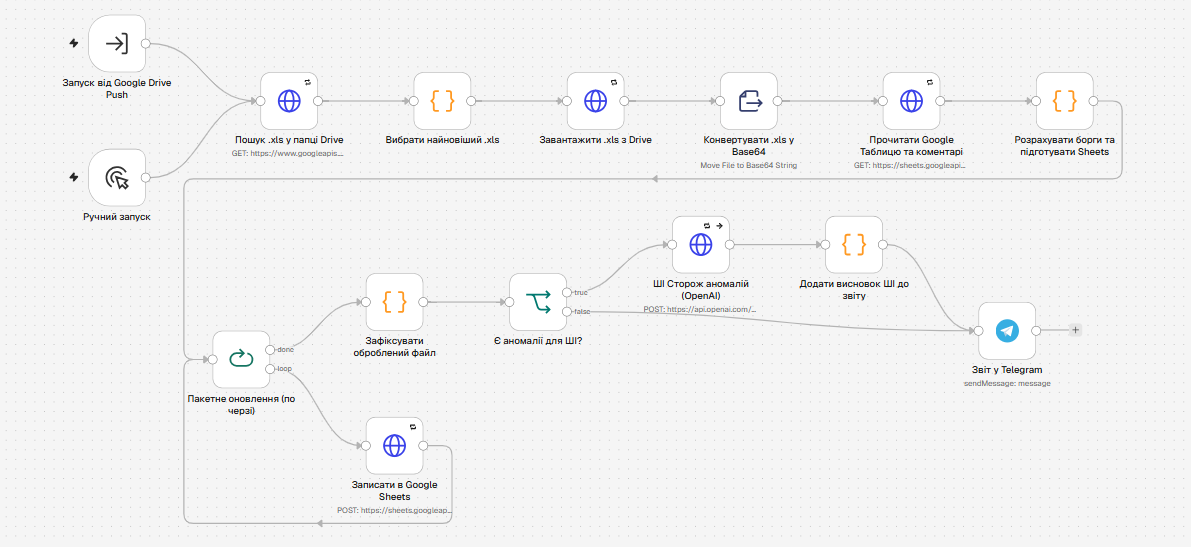 Запуск від Google Drive
Push
Пошук .xls у папці Drive
GET: https://www.googleapis...
Вибрати найновіший .xls
Завантажити .xls з Drive
Конвертувати .xls у
Base64
Move File to Base64 String
Прочитати Google
Таблицю та коментарі
GET: https://sheets.googleapi...
Розрахувати борги та
підготувати Sheets
Ручний запуск
ШІ Сторож аномалій
(OpenAI)
POST: https://api.openai.com/...
Додати висновок ШІ до
звіту
true
false
Зафіксувати
оброблений файл
Є аномалії для ШІ?
done
loop
Звіт у Telegram
sendMessage: message
Пакетне оновлення (по
черзі)
Записати в Google
Sheets
POST: https://sheets.googleap...